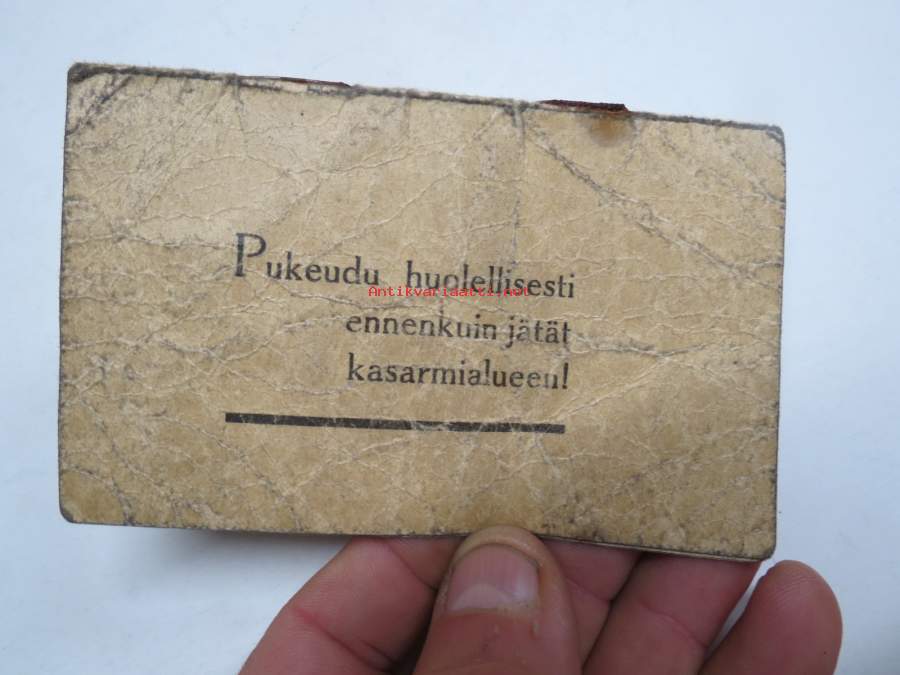 Pukeudu huolellisesti
Antikvariaatti.net
ennenkuin jätät
kasarmialueen!